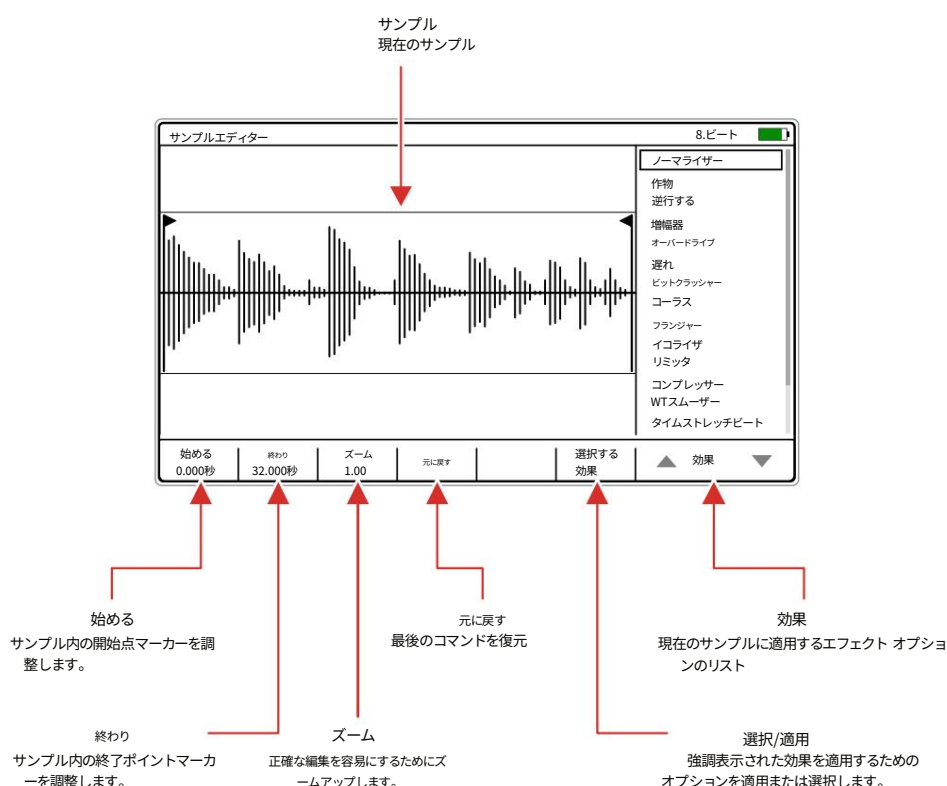 サンプル
現在のサンプル
サンプルエディター
8.ビート
ノーマライザー
作物
逆行する
増幅器
オーバードライブ
遅れ
ビットクラッシャー
コーラス
フランジャー
イコライザ
リミッタ
コンプレッサー
WTスムーザー
タイムストレッチビート
始める
0.000秒
終わり
32.000秒
ズーム
1.00
元に戻す
選択する
効果
効果
始める
サンプル内の開始点マーカーを調
整します。
元に戻す
最後のコマンドを復元
効果
現在のサンプルに適用するエフェクト オプショ
ンのリスト
終わり
サンプル内の終了ポイントマーカ
ーを調整します。
ズーム
正確な編集を容易にするためにズ
ームアップします。
選択/適用
強調表示された効果を適用するための
オプションを適用または選択します。